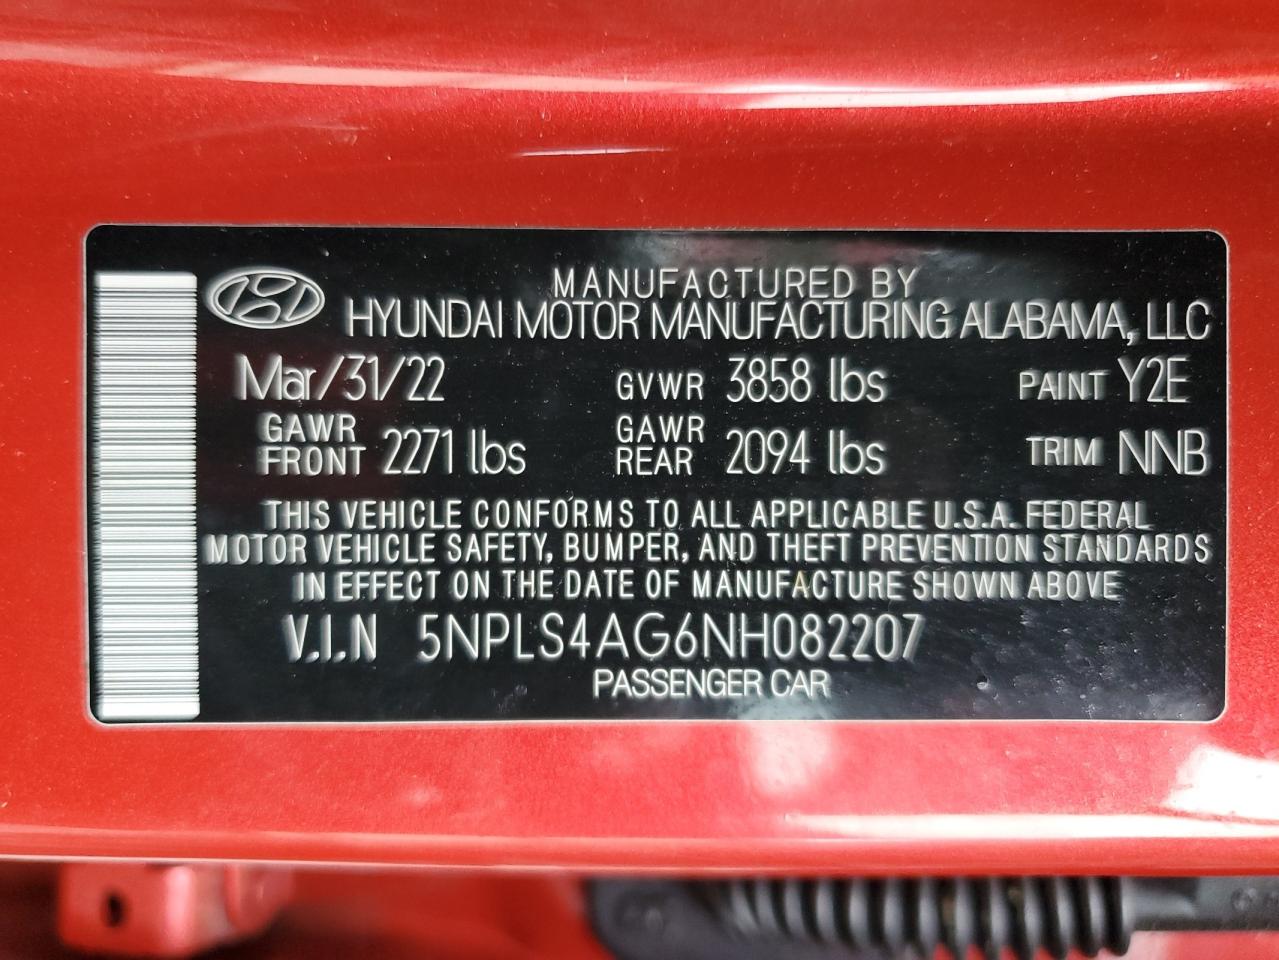 MANUFACTURED BY
HYUNDAI MOTOR MANUFACTURING ALABAMA, LLC
Mar/31/22 GVWR 3858 lbs PAINT Y2E
GAWR FRONT 2271 lbs GAWR REAR 2094 lbs TRIM NNB
THIS VEHICLE CONFORMS TO ALL APPLICABLE U.S.A. FEDERAL
MOTOR VEHICLE SAFETY, BUMPER, AND THEFT PREVENTION STANDARDS
IN EFFECT ON THE DATE OF MANUFACTURE SHOWN ABOVE
V.I.N 5NPLS4AG6NH082207
PASSENGER CAR